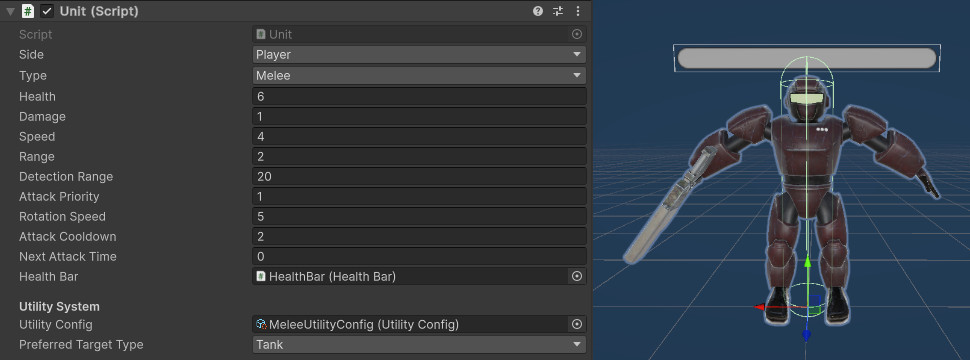 Unit (Script)
Script Unit
Side Player
Type Melee
Health 6
Damage 1
Speed 4
Range 2
Detection Range 20
Attack Priority 1
Rotation Speed 5
Attack Cooldown 2
Next Attack Time 0
Health Bar HealthBar (Health Bar)
Utility System
Utility Config MeleeUtilityConfig (Utility Config)
Preferred Target Type Tank